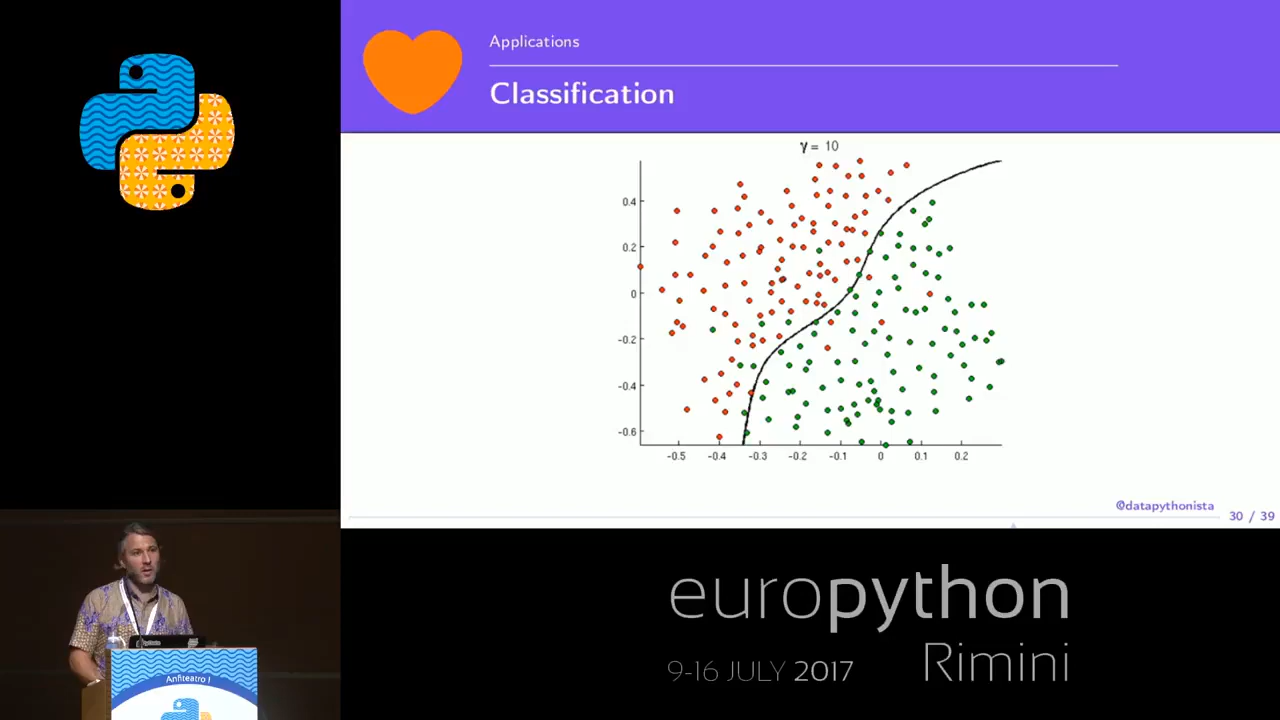 Applications
Classification
γ = 10
0.4
0.2
0
-0.2
-0.4
-0.6
-0.5 -0.4 -0.3 -0.2 -0.1 0 0.1 0.2
@datapythonista
30 / 39
Anfiteatro 1
europython
Rimini
9-16 JULY 2017